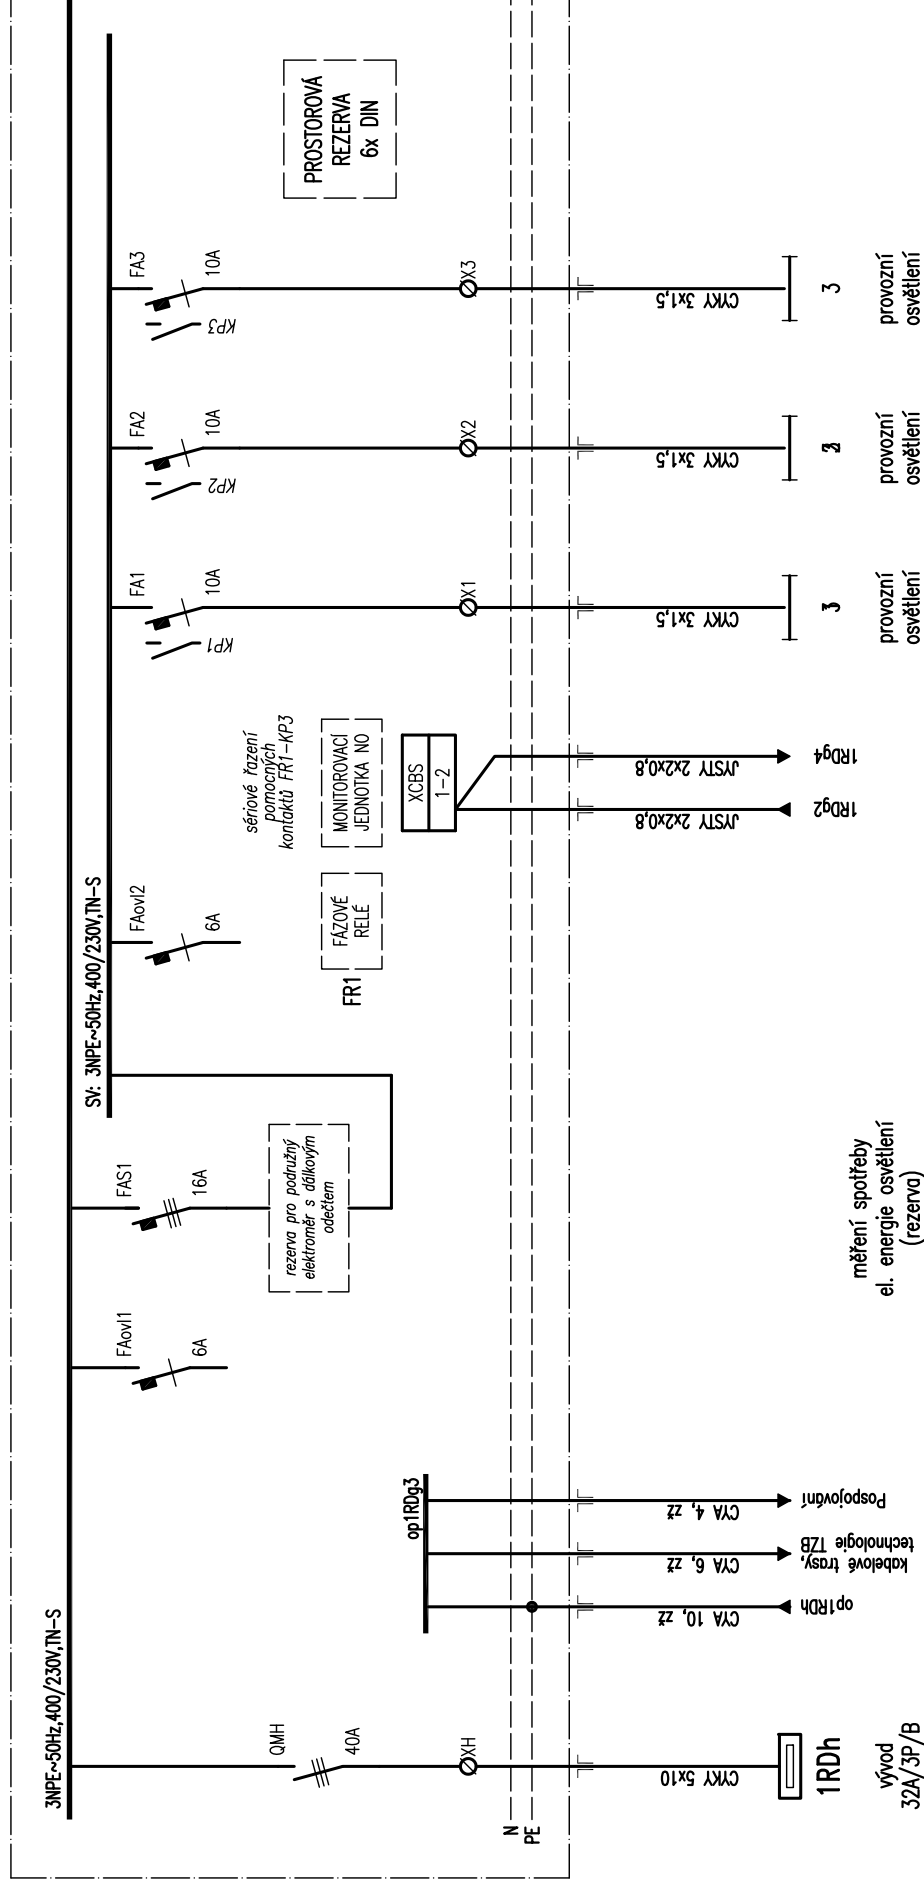 3NPE~50Hz,400/230V,TN-S
QMH
40A
XH
N
PE
CYKY 5x10
1RDh
vývod
32A/3P/B
op1RDg3
CYA 10, zž
op1RDh
CYA 6, zž
kabelové trasy,
technologie TZB
CYA 4, zž
Pospojování
FAovl1
6A
FAS1
16A
rezerva pro podružný
elektroměr s dálkovým
odečtem
měření spotřeby
el. energie osvětlení
(rezerva)
SV: 3NPE~50Hz,400/230V,TN-S
FAovl2
6A
FR1
FÁZOVÉ
RELÉ
sériové řazení
pomocných
kontaktů FR1-KP3
MONITOROVACÍ
JEDNOTKA NO
XCBS
1-2
JYSTY 2x2x0,8
1RDg2
JYSTY 2x2x0,8
1RDg4
FA1
10A
KP1
X1
CYKY 3x1,5
provozní
osvětlení
FA2
10A
KP2
X2
CYKY 3x1,5
provozní
osvětlení
FA3
10A
KP3
X3
CYKY 3x1,5
3
provozní
osvětlení
PROSTOROVÁ
REZERVA
6x DIN